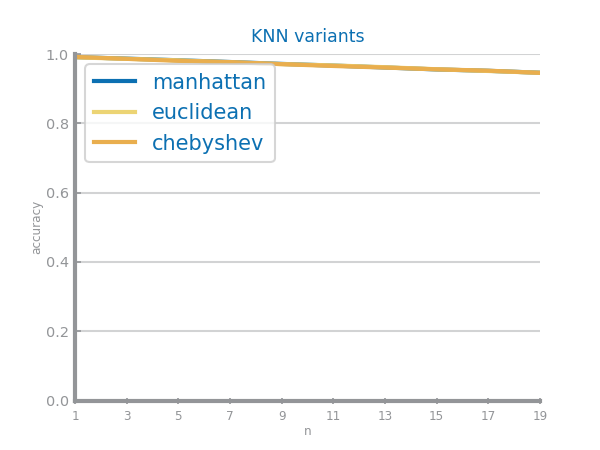 KNN variants
1.0
0.8
0.6
0.4
0.2
0.0
accuracy
manhattan
euclidean
chebyshev
1 3 5 7 9 11 13 15 17 19
n